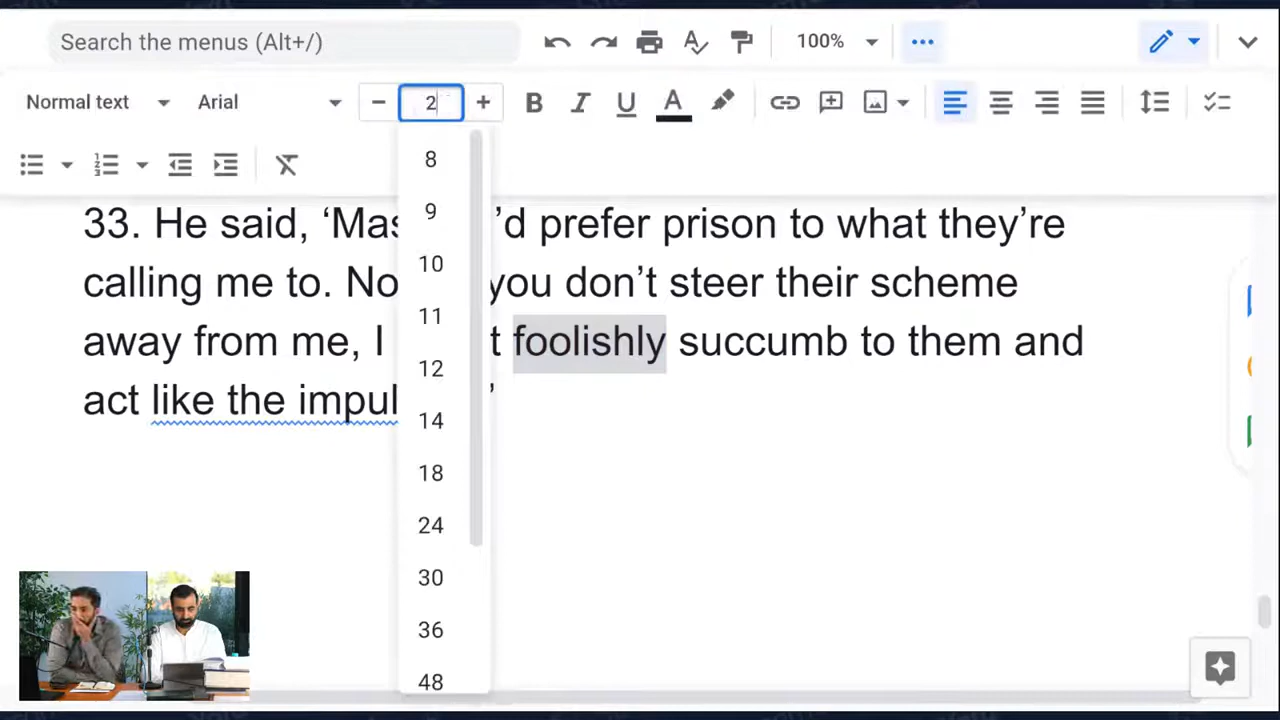 Search the menus (Alt+/)
100%
Normal text
Arial
− 2 +
B I U A
8
9
10
11
12
14
18
24
30
36
48
33. He said, ‘Mas ’d prefer prison to what they’re
calling me to. No you don’t steer their scheme
away from me, I t foolishly succumb to them and
act like the impul ’